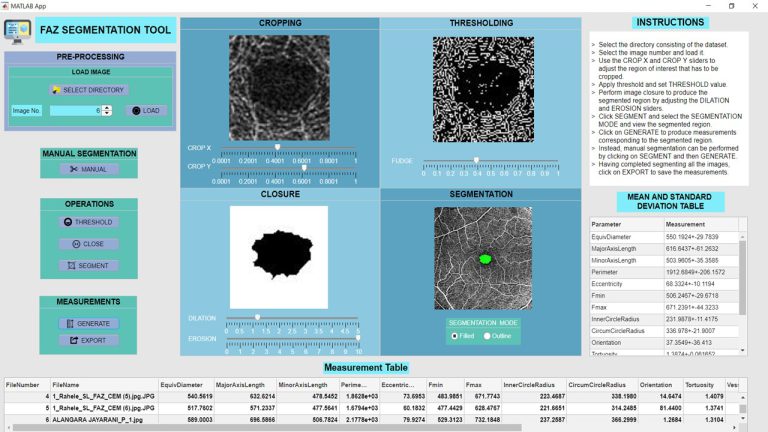 MATLAB App
FAZ SEGMENTATION TOOL
PRE-PROCESSING
LOAD IMAGE
SELECT DIRECTORY
Image No. 6 LOAD
MANUAL SEGMENTATION
MANUAL
OPERATIONS
THRESHOLD
CLOSE
SEGMENT
MEASUREMENTS
GENERATE
EXPORT
CROPPING
CROP X
0.0001 0.2001 0.4001 0.6001 0.8001 1.0001
CROP Y
0.0001 0.2001 0.4001 0.6001 0.8001 1.0001
THRESHOLDING
FUDGE
0 0.1 0.2 0.3 0.4 0.5 0.6 0.7 0.8 0.9 1
CLOSURE
DILATION
0 0.5 1 1.5 2 2.5 3 3.5 4 4.5 5
EROSION
0 1 2 3 4 5 6 7 8 9 10
SEGMENTATION
SEGMENTATION MODE
Filled Outline
INSTRUCTIONS
> Select the directory consisting of the dataset.
> Select the image number and load it.
> Use the CROP X and CROP Y sliders to
adjust the region of interest that has to be
cropped.
> Apply threshold and set THRESHOLD value.
> Perform image closure to produce the
segmented region by adjusting the DILATION
and EROSION sliders.
> Click SEGMENT and select the SEGMENTATION
MODE and view the segmented region.
> Click on GENERATE to produce measurements
corresponding to the segmented region.
> Instead, manual segmentation can be performed
by clicking on SEGMENT and then GENERATE.
> Having completed segmenting all the images,
click on EXPORT to save the measurements.
MEAN AND STANDARD
DEVIATION TABLE
Parameter Measurement
EquivDiameter 550.1924+-29.7839
MajorAxisLength 616.6437+-61.2632
MinorAxisLength 503.9605+-35.3585
Perimeter 1912.6849+-206.1572
Eccentricity 68.3324+-10.1194
Fmin 506.2467+-29.6718
Fmax 671.2391+-44.3233
InnerCircleRadius 231.9878+-11.4175
CircumCircleRadius 336.978+-21.9007
Orientation 37.3549+-36.413
Tortuosity 1.3874+-0.061652
Measurement Table
FileNumber FileName EquivDiameter MajorAxisLength MinorAxisLength Perime... Eccentric... Fmin Fmax InnerCircleRadius CircumCircleRadius Orientation Tortuosity Vess
4 1_Rahele_SL_FAZ_CEM (5).jpg.JPG 540.5619 632.6214 478.5452 1.8628e+03 73.6953 483.9851 671.7743 223.4687 338.1980 14.6474 1.4079
5 1_Rahele_SL_FAZ_CEM (6).jpg.JPG 517.7602 571.2337 477.5641 1.6794e+03 60.1832 477.4429 628.4767 221.6651 314.2485 81.4400 1.3741
6 ALANGARA JAYARANI_P_1.jpg 589.0003 696.5866 506.7824 2.1778e+03 79.9274 529.3123 732.1848 237.2687 366.2999 1.2684 1.3104